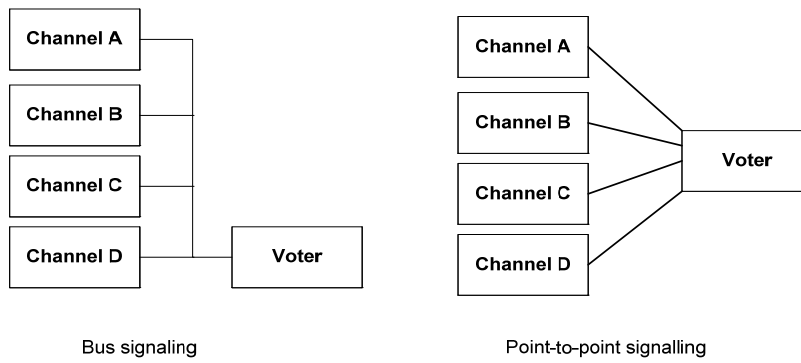 Channel A
Channel B
Channel C
Channel D
Voter
Bus signaling
Channel A
Channel B
Channel C
Channel D
Voter
Point-to-point signalling